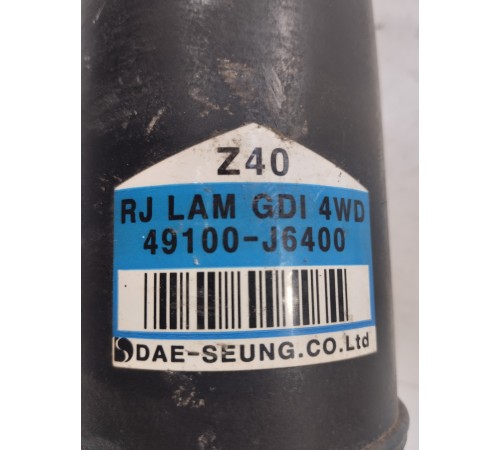 Z40
RJ LAM GDI 4WD
49100-J6400
DAE-SEUNG.CO.Ltd